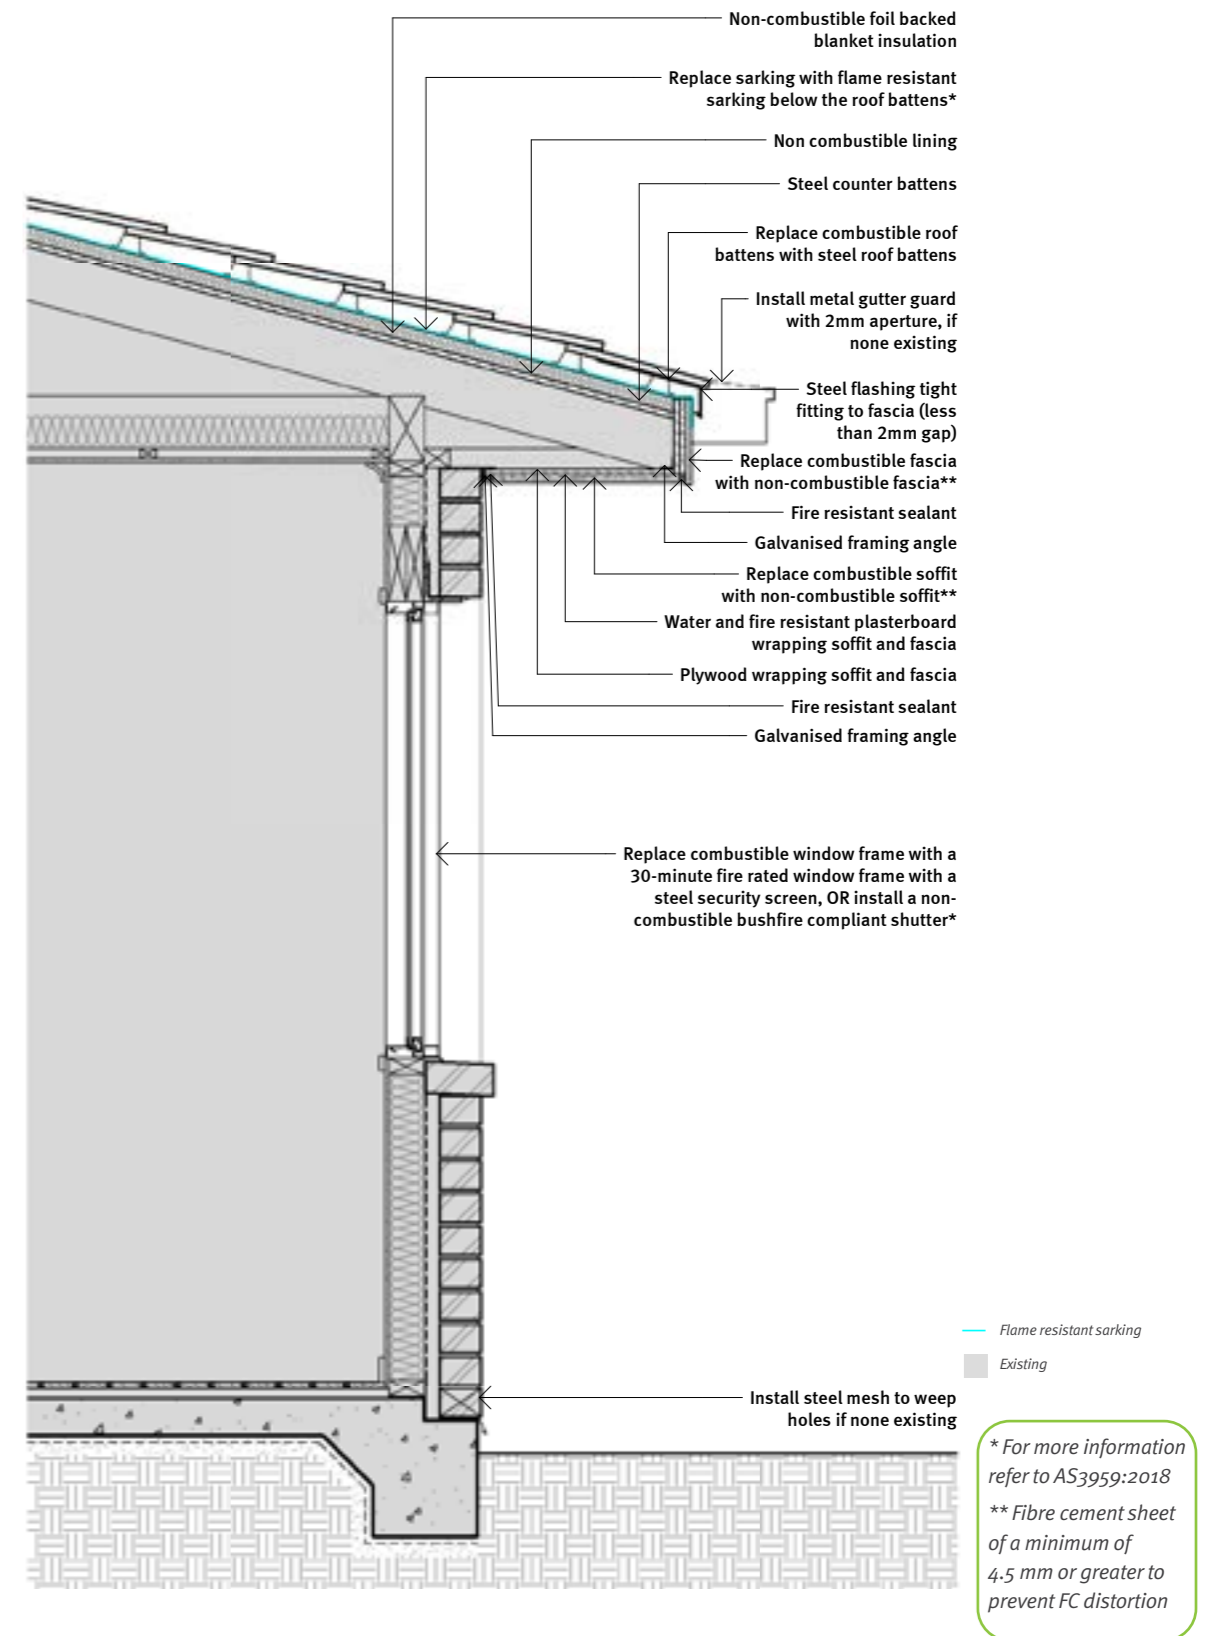 Non-combustible foil backed
blanket insulation
Replace sarking with flame resistant
sarking below the roof battens*
Non combustible lining
Steel counter battens
Replace combustible roof
battens with steel roof battens
Install metal gutter guard
with 2mm aperture, if
none existing
Steel flashing tight
fitting to fascia (less
than 2mm gap)
Replace combustible fascia
with non-combustible fascia**
Fire resistant sealant
Galvanised framing angle
Replace combustible soffit
with non-combustible soffit**
Water and fire resistant plasterboard
wrapping soffit and fascia
Plywood wrapping soffit and fascia
Fire resistant sealant
Galvanised framing angle
Replace combustible window frame with a
30-minute fire rated window frame with a
steel security screen, OR install a non-
combustible bushfire compliant shutter*
Flame resistant sarking
Existing
Install steel mesh to weep
holes if none existing
* For more information
refer to AS3959:2018
** Fibre cement sheet
of a minimum of
4.5 mm or greater to
prevent FC distortion